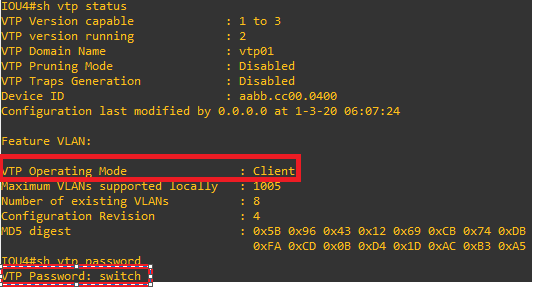 IOU4#sh vtp status
VTP Version capable : 1 to 3
VTP version running : 2
VTP Domain Name : vtp01
VTP Pruning Mode : Disabled
VTP Traps Generation : Disabled
Device ID : aabb.cc00.0400
Configuration last modified by 0.0.0.0 at 1-3-20 06:07:24
Feature VLAN:
VTP Operating Mode : Client
Maximum VLANs supported locally : 1005
Number of existing VLANs : 8
Configuration Revision : 4
MD5 digest : 0x5B 0x96 0x43 0x12 0x69 0xCB 0x74 0xDB
0xFA 0xCD 0x0B 0xD4 0x1D 0xAC 0xB3 0xA5
IOU4#sh vtp password
VTP Password: switch